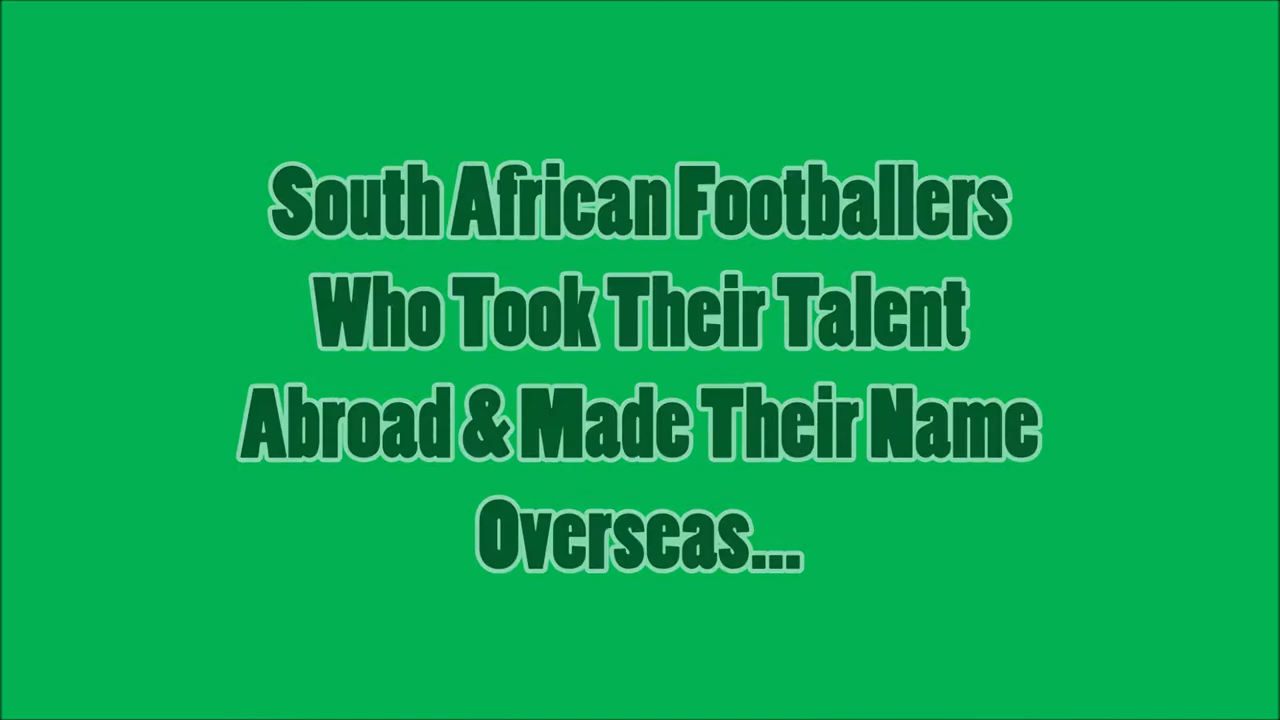 South African Footballers
Who Took Their Talent
Abroad & Made Their Name
Overseas...